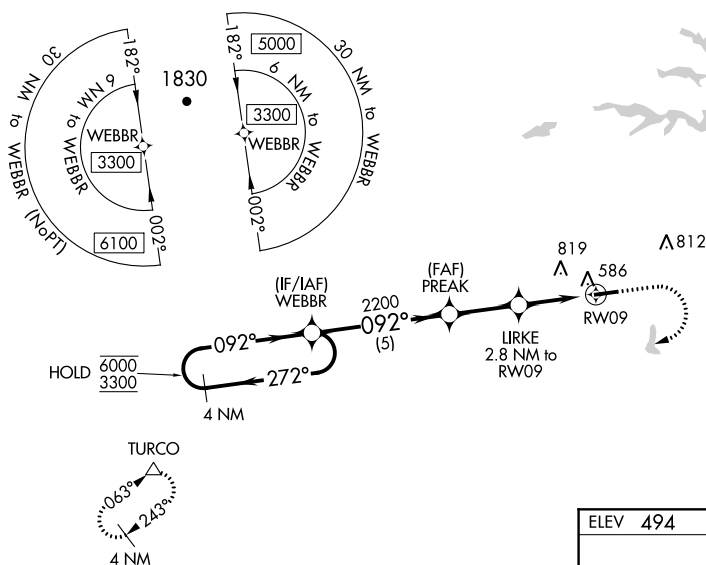 30 NM to WEBBR (NoPT)
182°
6 NM to WEBBR
WEBBR
3300
002°
6100
1830
182°
5000
30 NM to WEBBR
6 NM to WEBBR
3300
WEBBR
002°
819
812
586
(IF/IAF)
WEBBR
2200
092°
(5)
(FAF)
PREAK
LIRKE
2.8 NM to
RW09
RW09
092°
272°
HOLD
6000
3300
4 NM
TURCO
063°
243°
4 NM
ELEV 494